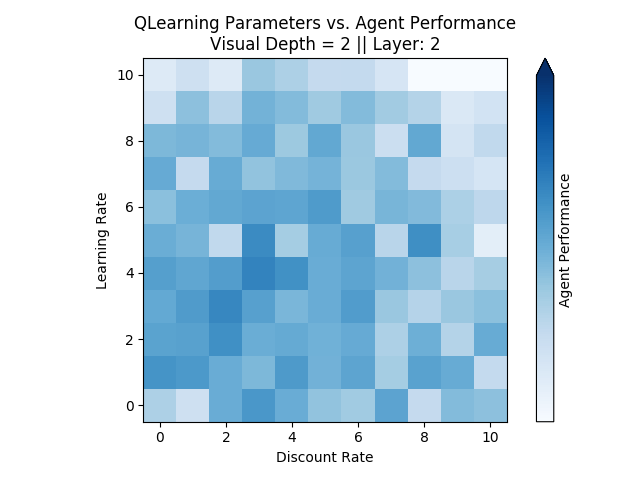 QLearning Parameters vs. Agent Performance
Visual Depth = 2 || Layer: 2
10
8
6
4
2
0
Learning Rate
0 2 4 6 8 10
Discount Rate
Agent Performance